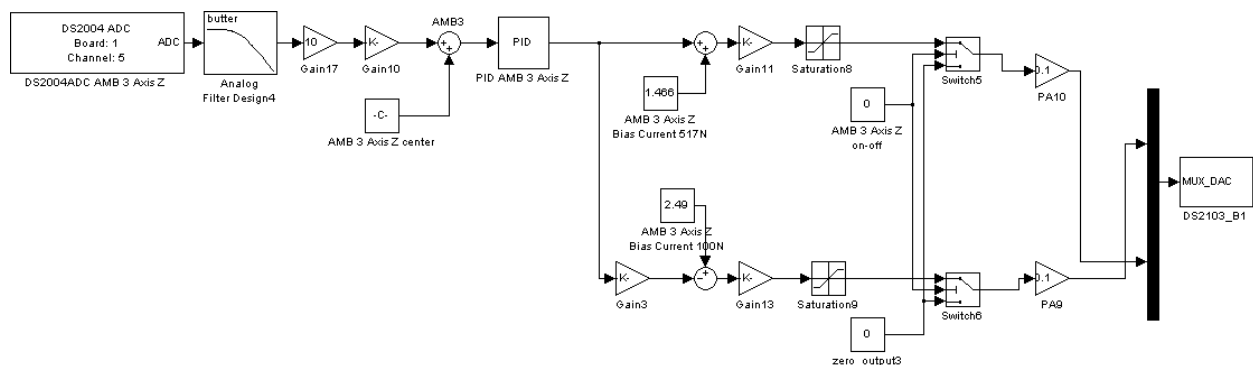 DS2004 ADC
Board: 1
Channel: 5
ADC
DS2004ADC AMB 3 Axis Z
butter
Analog
Filter Design4
10
Gain17
K-
Gain10
AMB3
+
+
-C-
AMB 3 Axis Z center
PID
PID AMB 3 Axis Z
+
+
1.466
AMB 3 Axis Z
Bias Current 517N
K-
Gain11
Saturation8
0
AMB 3 Axis Z
on-off
Switch5
0.1
PA10
MUX_DAC
DS2103_B1
2.49
AMB 3 Axis Z
Bias Current 100N
K-
Gain3
+
−
K-
Gain13
Saturation9
0
zero_output3
Switch6
0.1
PA9